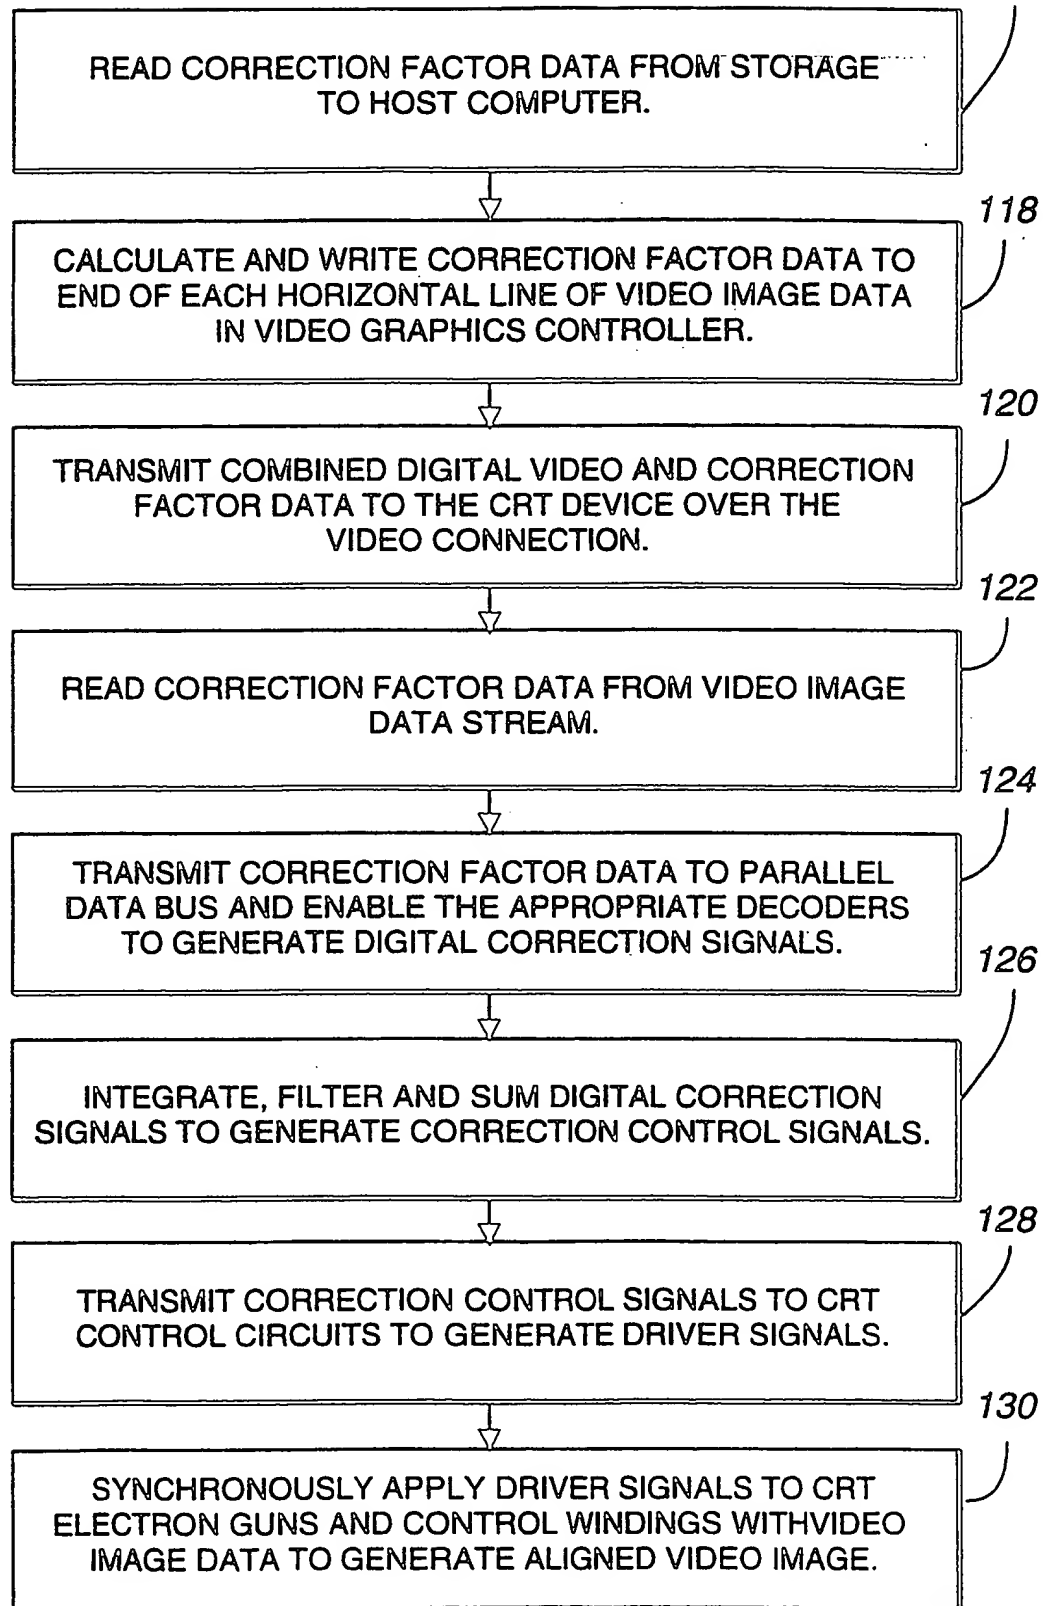 READ CORRECTION FACTOR DATA FROM STORAGE
TO HOST COMPUTER.
118
CALCULATE AND WRITE CORRECTION FACTOR DATA TO
END OF EACH HORIZONTAL LINE OF VIDEO IMAGE DATA
IN VIDEO GRAPHICS CONTROLLER.
120
TRANSMIT COMBINED DIGITAL VIDEO AND CORRECTION
FACTOR DATA TO THE CRT DEVICE OVER THE
VIDEO CONNECTION.
122
READ CORRECTION FACTOR DATA FROM VIDEO IMAGE
DATA STREAM.
124
TRANSMIT CORRECTION FACTOR DATA TO PARALLEL
DATA BUS AND ENABLE THE APPROPRIATE DECODERS
TO GENERATE DIGITAL CORRECTION SIGNALS.
126
INTEGRATE, FILTER AND SUM DIGITAL CORRECTION
SIGNALS TO GENERATE CORRECTION CONTROL SIGNALS.
128
TRANSMIT CORRECTION CONTROL SIGNALS TO CRT
CONTROL CIRCUITS TO GENERATE DRIVER SIGNALS.
130
SYNCHRONOUSLY APPLY DRIVER SIGNALS TO CRT
ELECTRON GUNS AND CONTROL WINDINGS WITHVIDEO
IMAGE DATA TO GENERATE ALIGNED VIDEO IMAGE.